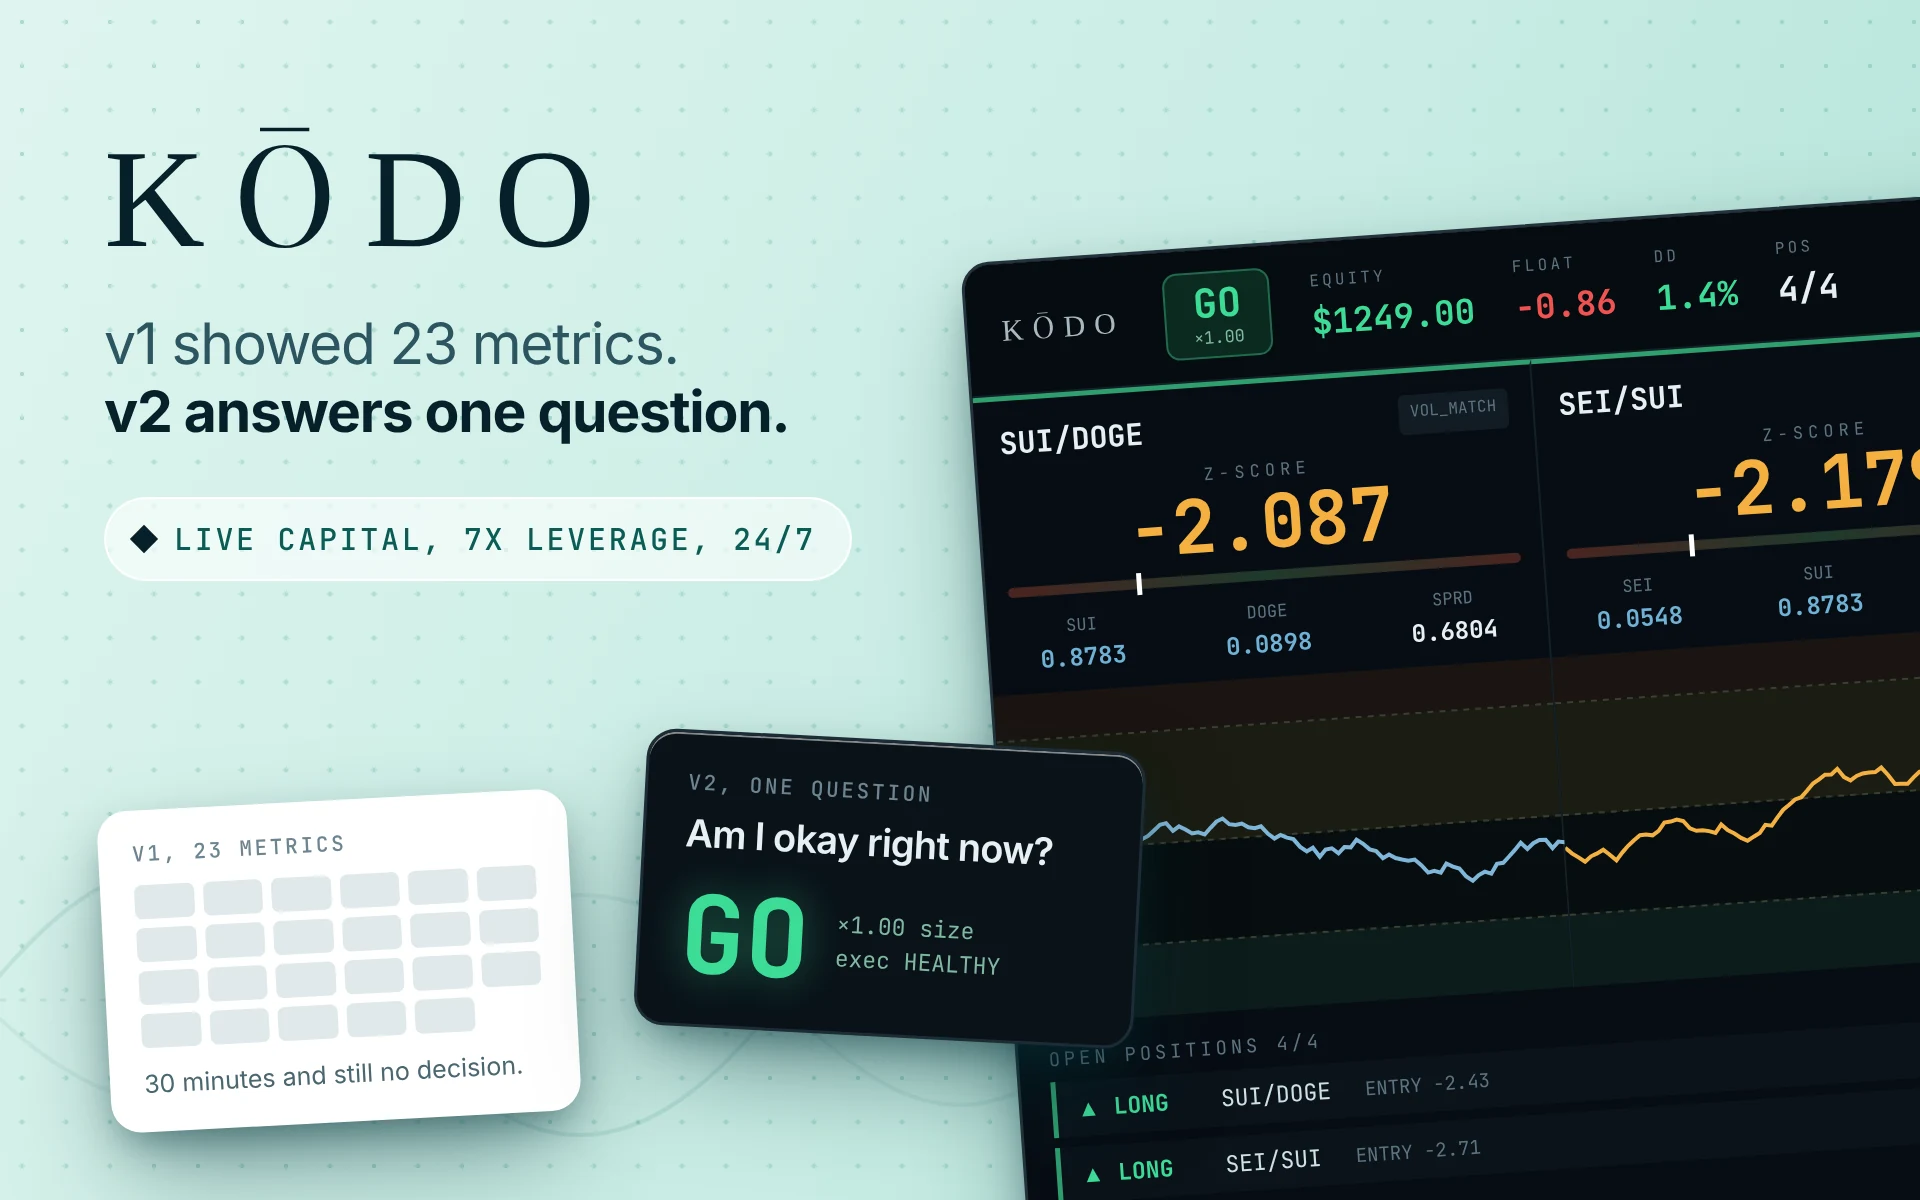 KŌDO
v1 showed 23 metrics.
v2 answers one question.
LIVE CAPITAL, 7X LEVERAGE, 24/7
V1, 23 METRICS
30 minutes and still no decision.
V2, ONE QUESTION
Am I okay right now?
GO
×1.00 size
exec HEALTHY
KŌDO
GO
×1.00
EQUITY
$1249.00
FLOAT
-0.86
DD
1.4%
POS
4/4
SUI/DOGE
VOL_MATCH
Z-SCORE
-2.087
SUI
0.8783
DOGE
0.0898
SPRD
0.6804
SEI/SUI
Z-SCORE
-2.17
SEI
0.0548
SUI
0.8783
OPEN POSITIONS 4/4
▲ LONG SUI/DOGE ENTRY -2.43
▲ LONG SEI/SUI ENTRY -2.71